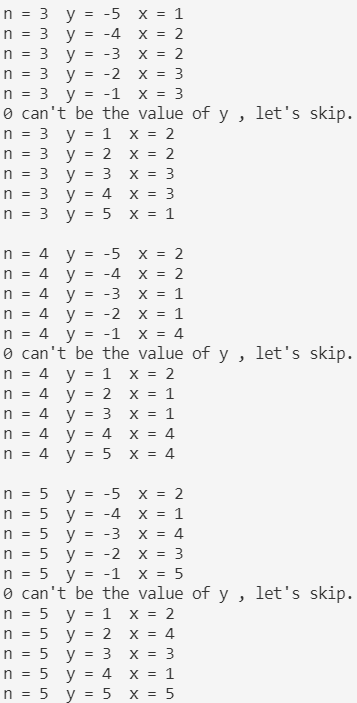 n = 3  y = -5  x = 1
n = 3  y = -4  x = 2
n = 3  y = -3  x = 2
n = 3  y = -2  x = 3
n = 3  y = -1  x = 3
0 can't be the value of y , let's skip.
n = 3  y = 1  x = 2
n = 3  y = 2  x = 2
n = 3  y = 3  x = 3
n = 3  y = 4  x = 3
n = 3  y = 5  x = 1

n = 4  y = -5  x = 2
n = 4  y = -4  x = 2
n = 4  y = -3  x = 1
n = 4  y = -2  x = 1
n = 4  y = -1  x = 4
0 can't be the value of y , let's skip.
n = 4  y = 1  x = 2
n = 4  y = 2  x = 1
n = 4  y = 3  x = 1
n = 4  y = 4  x = 4
n = 4  y = 5  x = 4

n = 5  y = -5  x = 2
n = 5  y = -4  x = 1
n = 5  y = -3  x = 4
n = 5  y = -2  x = 3
n = 5  y = -1  x = 5
0 can't be the value of y , let's skip.
n = 5  y = 1  x = 2
n = 5  y = 2  x = 4
n = 5  y = 3  x = 3
n = 5  y = 4  x = 1
n = 5  y = 5  x = 5